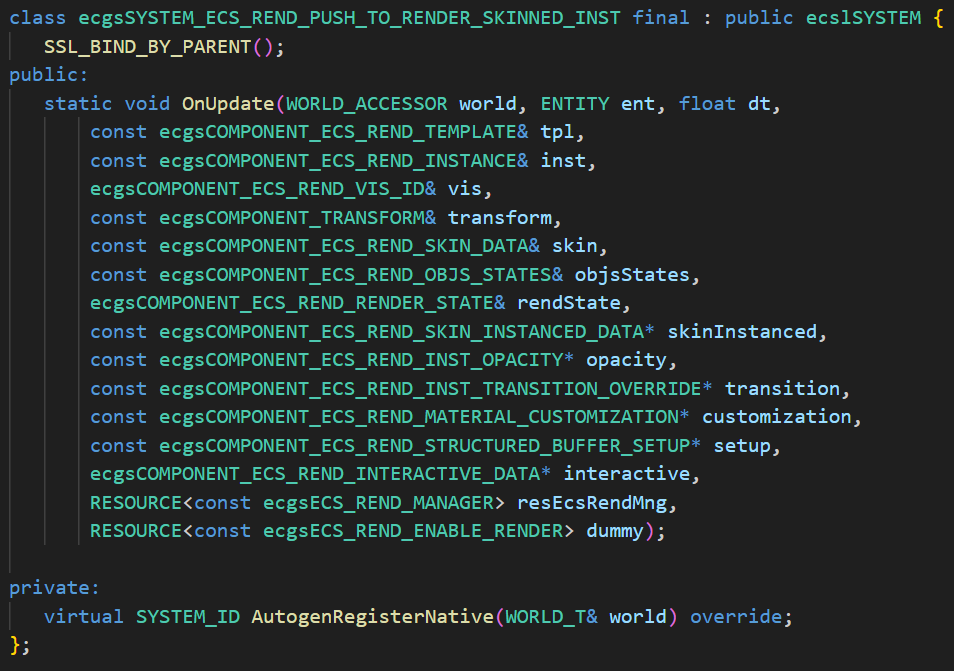 class ecgsSYSTEM_ECS_REND_PUSH_TO_RENDER_SKINNED_INST final : public ecslSYSTEM {
SSL_BIND_BY_PARENT();
public:
static void OnUpdate(WORLD_ACCESSOR world, ENTITY ent, float dt,
const ecgsCOMPONENT_ECS_REND_TEMPLATE& tpl,
const ecgsCOMPONENT_ECS_REND_INSTANCE& inst,
ecgsCOMPONENT_ECS_REND_VIS_ID& vis,
const ecgsCOMPONENT_TRANSFORM& transform,
const ecgsCOMPONENT_ECS_REND_SKIN_DATA& skin,
const ecgsCOMPONENT_ECS_REND_OBJS_STATES& objsStates,
ecgsCOMPONENT_ECS_REND_RENDER_STATE& rendState,
const ecgsCOMPONENT_ECS_REND_SKIN_INSTANCED_DATA* skinInstanced,
const ecgsCOMPONENT_ECS_REND_INST_OPACITY* opacity,
const ecgsCOMPONENT_ECS_REND_INST_TRANSITION_OVERRIDE* transition,
const ecgsCOMPONENT_ECS_REND_MATERIAL_CUSTOMIZATION* customization,
const ecgsCOMPONENT_ECS_REND_STRUCTURED_BUFFER_SETUP* setup,
ecgsCOMPONENT_ECS_REND_INTERACTIVE_DATA* interactive,
RESOURCE<const ecgsECS_REND_MANAGER> resEcsRendMng,
RESOURCE<const ecgsECS_REND_ENABLE_RENDER> dummy);
private:
virtual SYSTEM_ID AutogenRegisterNative(WORLD_T& world) override;
};